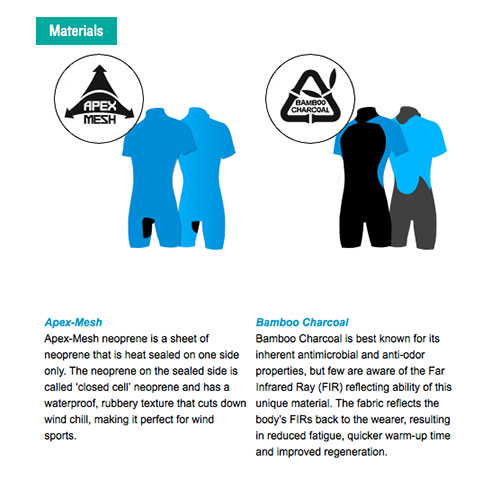 Materials
APEX
MESH
BAMBOO
CHARCOAL
Apex-Mesh
Apex-Mesh neoprene is a sheet of
neoprene that is heat sealed on one side
only. The neoprene on the sealed side is
called 'closed cell' neoprene and has a
waterproof, rubbery texture that cuts down
wind chill, making it perfect for wind
sports.
Bamboo Charcoal
Bamboo Charcoal is best known for its
inherent antimicrobial and anti-odor
properties, but few are aware of the Far
Infrared Ray (FIR) reflecting ability of this
unique material. The fabric reflects the
body's FIRs back to the wearer, resulting
in reduced fatigue, quicker warm-up time
and improved regeneration.